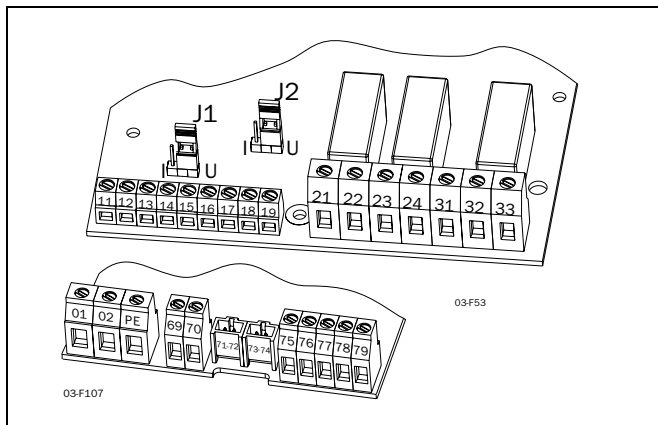 J1
J2
I U
I U
11 12 13 14 15 16 17 18 19
21 22 23 24 31 32 33
03-F53
01 02 PE
69 70
71-72 73-74
75 76 77 78 79
03-F107